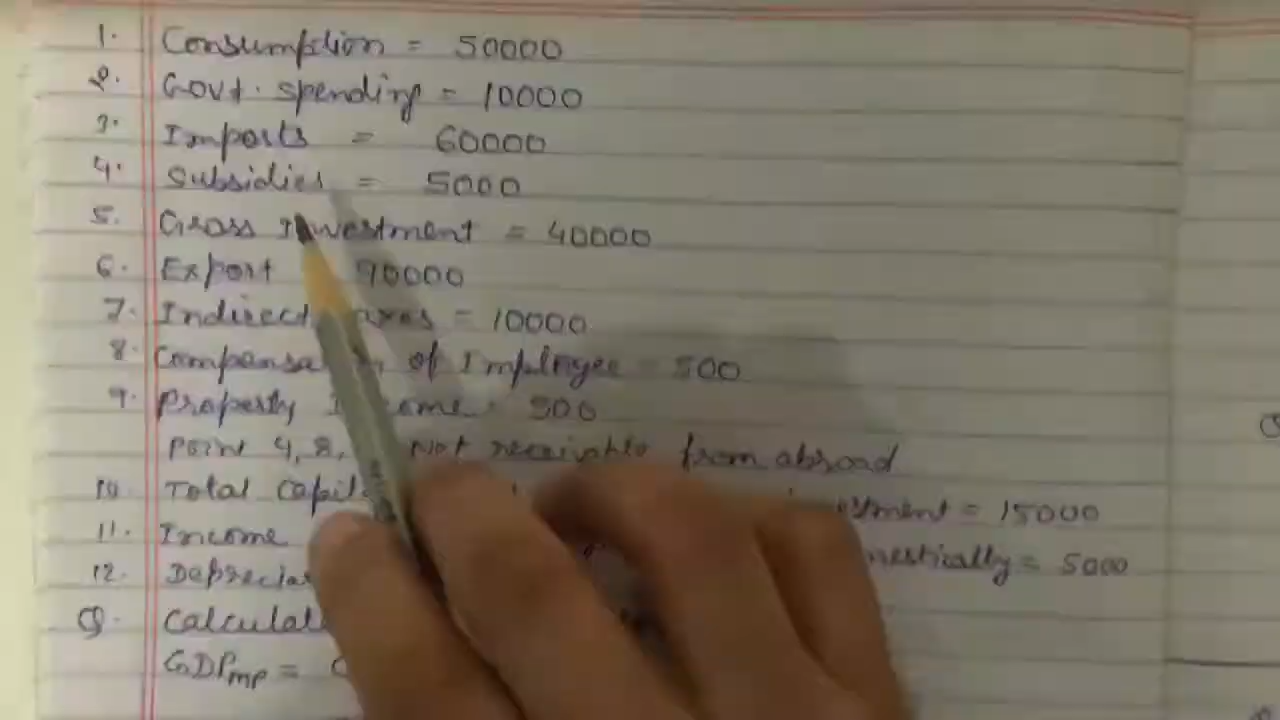 1. Consumption = 50000
2. Govt. spending = 10000
3. Imports = 60000
4. Subsidies = 5000
5. Gross Investment = 40000
6. Export 90000
7. Indirect = 10000
8. of Imployee = 500
9. Property = 500
Point 4, 8, Not receivable from abroad
10. Total = 15000
11. Income = 5000
12.
Q.
GDPmp =